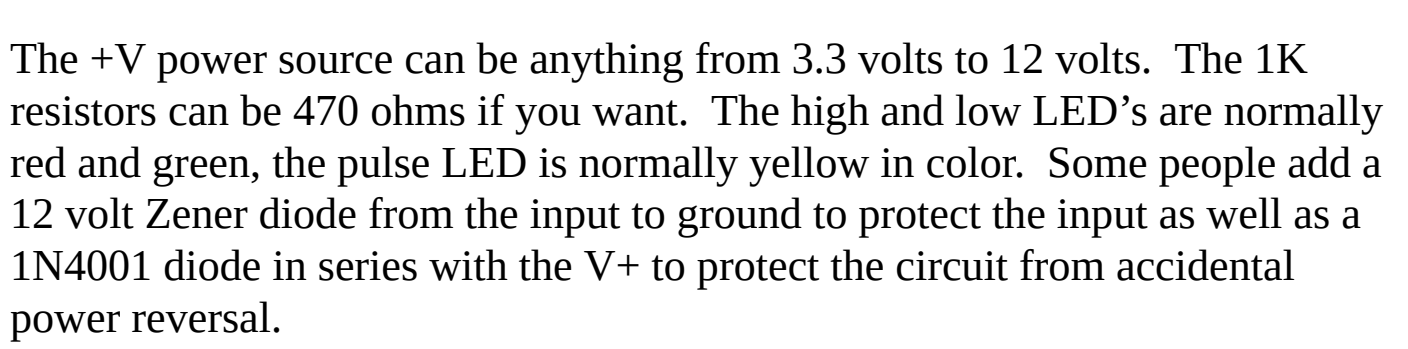 The +V power source can be anything from 3.3 volts to 12 volts.  The 1K
resistors can be 470 ohms if you want.  The high and low LED’s are normally
red and green, the pulse LED is normally yellow in color.  Some people add a
12 volt Zener diode from the input to ground to protect the input as well as a
1N4001 diode in series with the V+ to protect the circuit from accidental
power reversal.